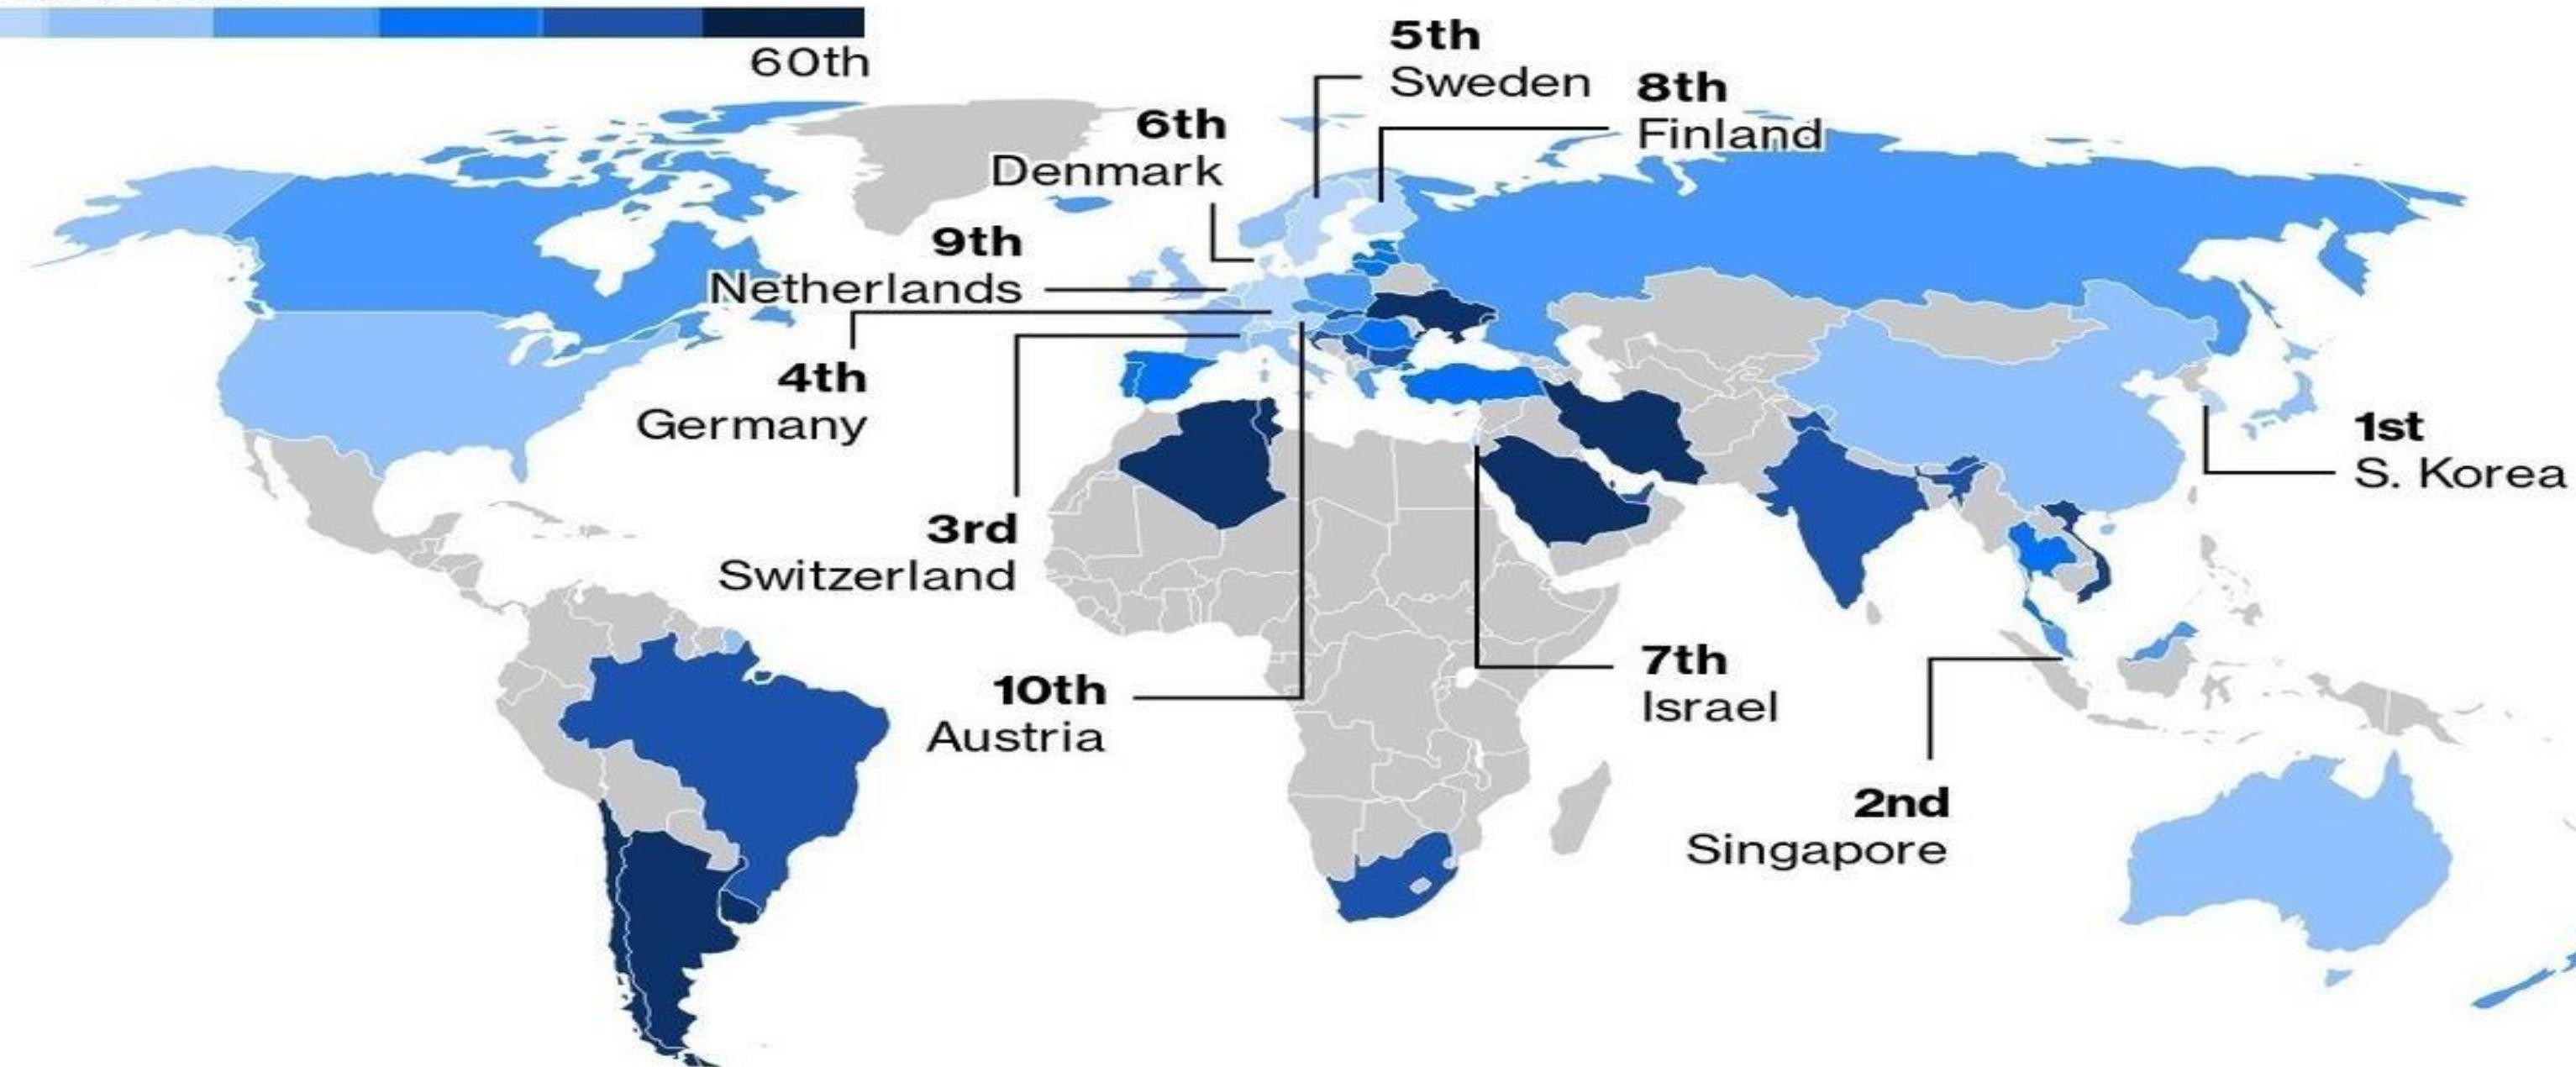 60th
5th
Sweden
8th
Finland
6th
Denmark
9th
Netherlands
4th
Germany
1st
S. Korea
3rd
Switzerland
7th
Israel
10th
Austria
2nd
Singapore